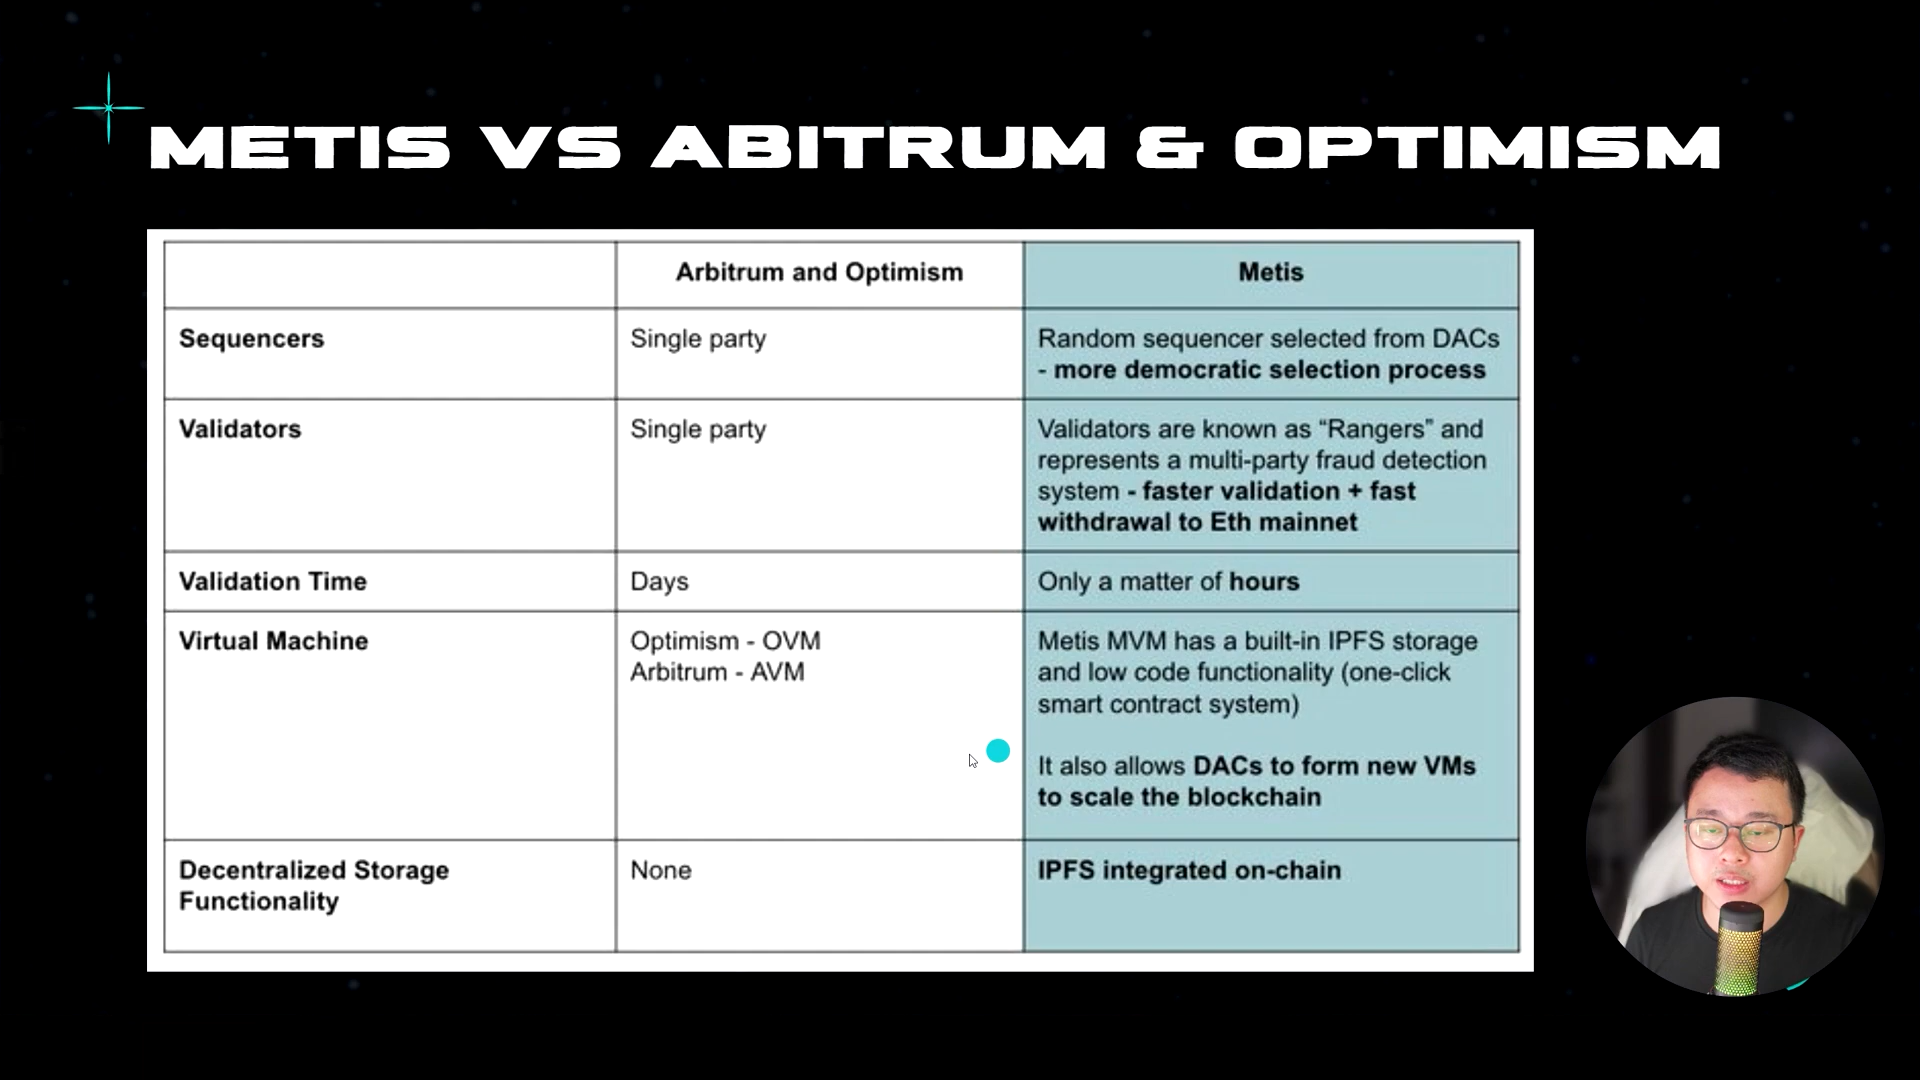 METIS VS ABITRUM & OPTIMISM
Arbitrum and Optimism
Metis
Sequencers
Single party
Random sequencer selected from DACs
- more democratic selection process
Validators
Single party
Validators are known as “Rangers” and
represents a multi-party fraud detection
system - faster validation + fast
withdrawal to Eth mainnet
Validation Time
Days
Only a matter of hours
Virtual Machine
Optimism - OVM
Arbitrum - AVM
Metis MVM has a built-in IPFS storage
and low code functionality (one-click
smart contract system)
It also allows DACs to form new VMs
to scale the blockchain
Decentralized Storage
Functionality
None
IPFS integrated on-chain